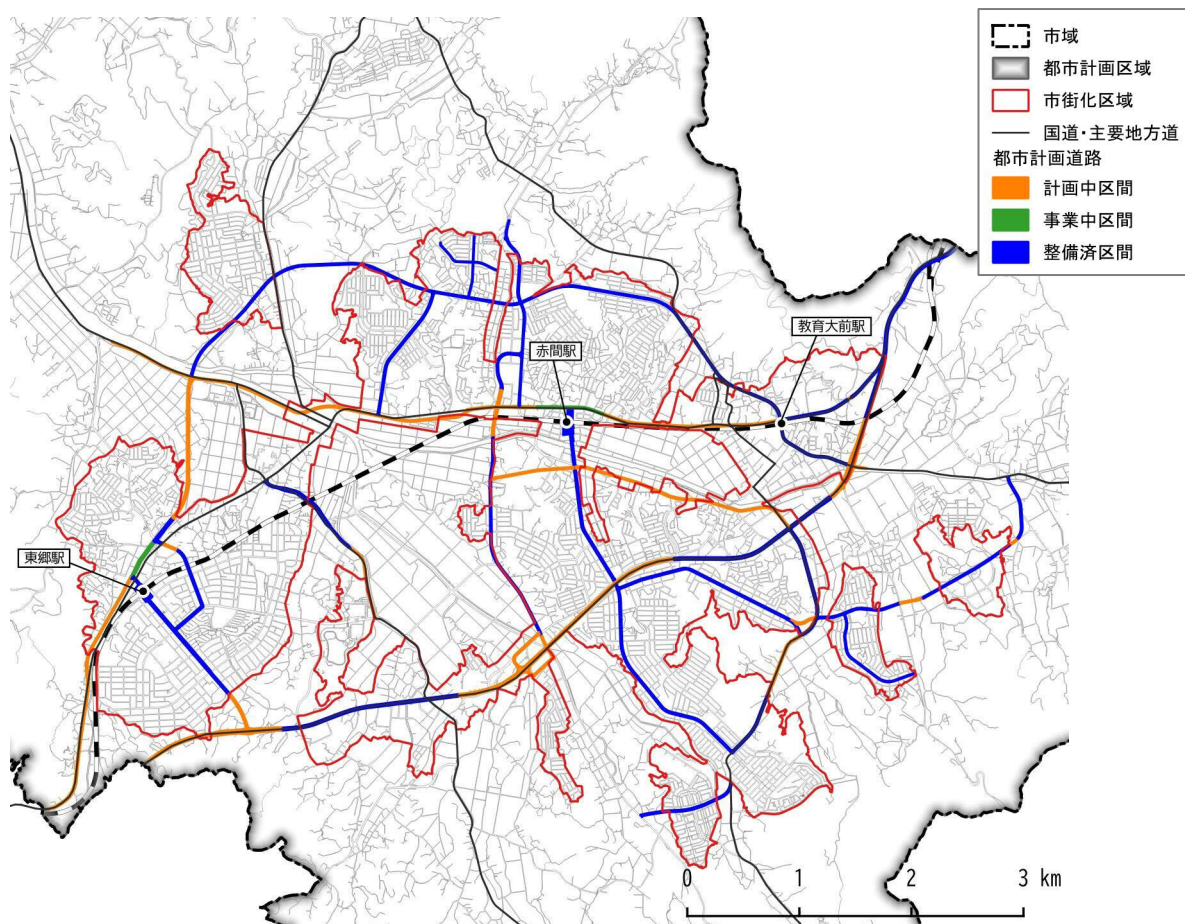 市域
都市計画区域
市街化区域
国道・主要地方道
都市計画道路
計画中区間
事業中区間
整備済区間
教育大前駅
赤間駅
東郷駅
0 1 2 3 km